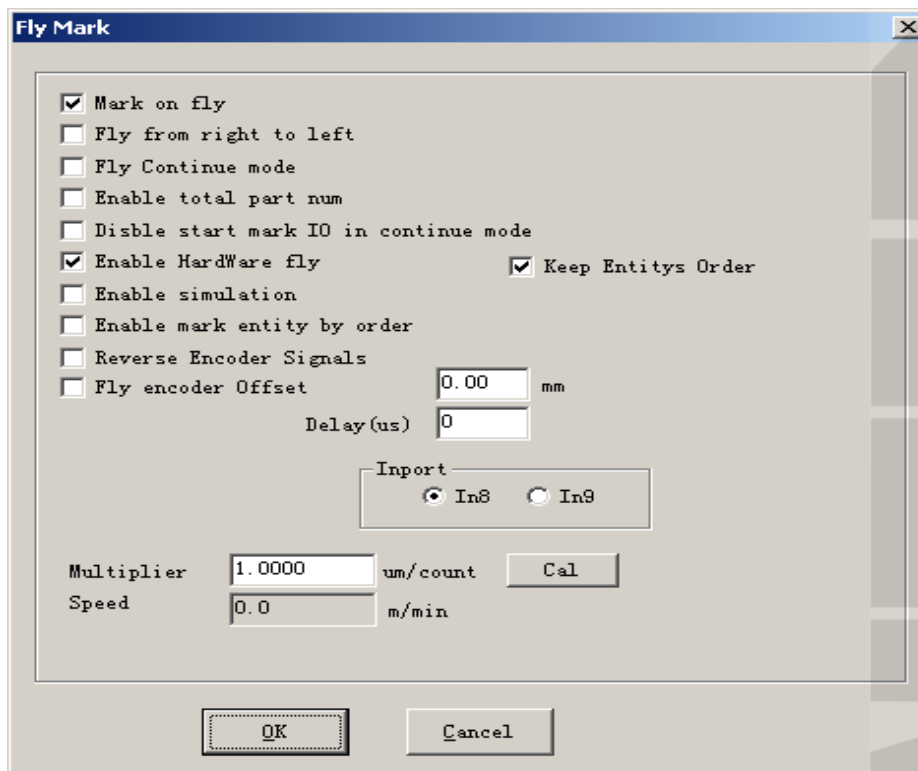 Fly Mark
Mark on fly
Fly from right to left
Fly Continue mode
Enable total part num
Disble start mark IO in continue mode
Enable HardWare fly Keep Entitys Order
Enable simulation
Enable mark entity by order
Reverse Encoder Signals
Fly encoder Offset 0.00 mm
Delay(us) 0
Inport
In8 In9
Multiplier 1.0000 um/count Cal
Speed 0.0 m/min
OK Cancel